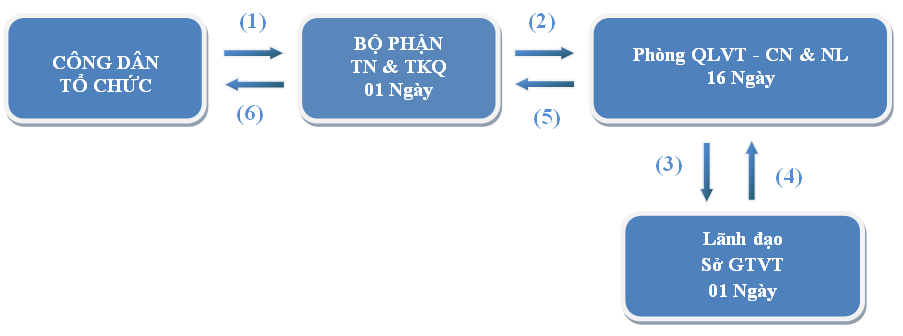 (1)
(2)
CÔNG DÂN
TỔ CHỨC
BỘ PHẬN
TN & TKQ
01 Ngày
Phòng QLVT - CN & NL
16 Ngày
(6)
(5)
(3)
(4)
Lãnh đạo
Sở GTVT
01 Ngày